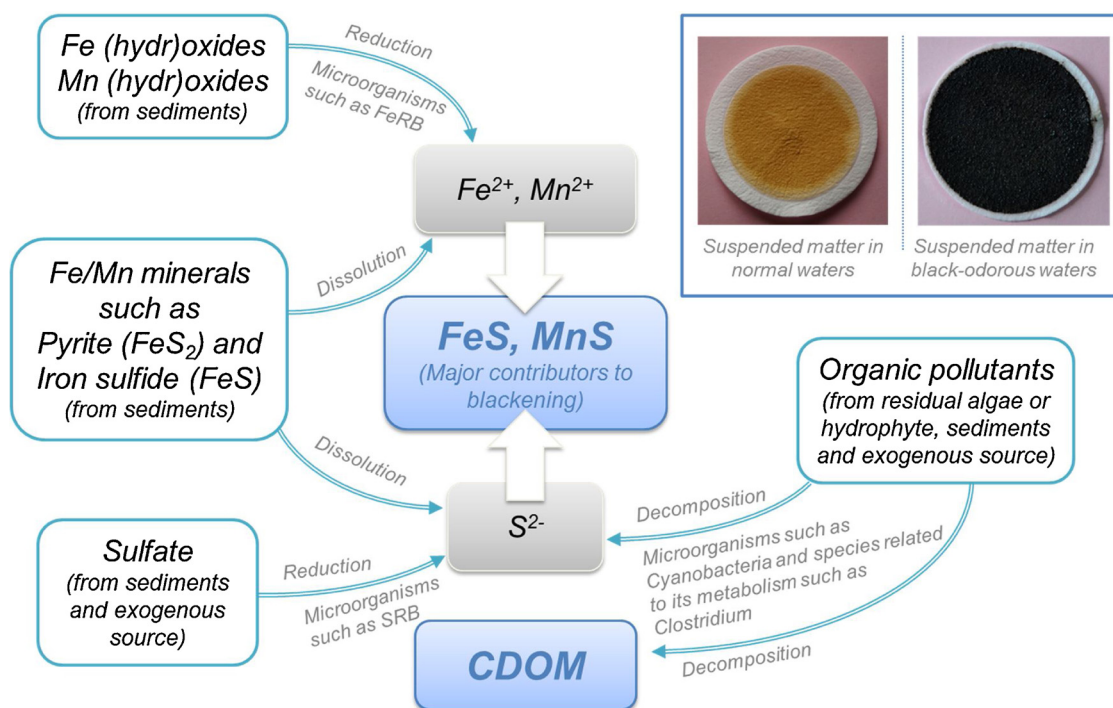 Fe (hydr)oxides
Mn (hydr)oxides
(from sediments)
Reduction
Microorganisms
such as FeRB
Fe²⁺, Mn²⁺
Suspended matter in
normal waters
Suspended matter in
black-odorous waters
Fe/Mn minerals
such as
Pyrite (FeS₂) and
Iron sulfide (FeS)
(from sediments)
Dissolution
FeS, MnS
(Major contributors to
blackening)
Organic pollutants
(from residual algae or
hydrophyte, sediments
and exogenous source)
Dissolution
S²⁻
Decomposition
Microorganisms such as
Cyanobacteria and species related
to its metabolism such as
Clostridium
Decomposition
Sulfate
(from sediments
and exogenous
source)
Reduction
Microorganisms
such as SRB
CDOM